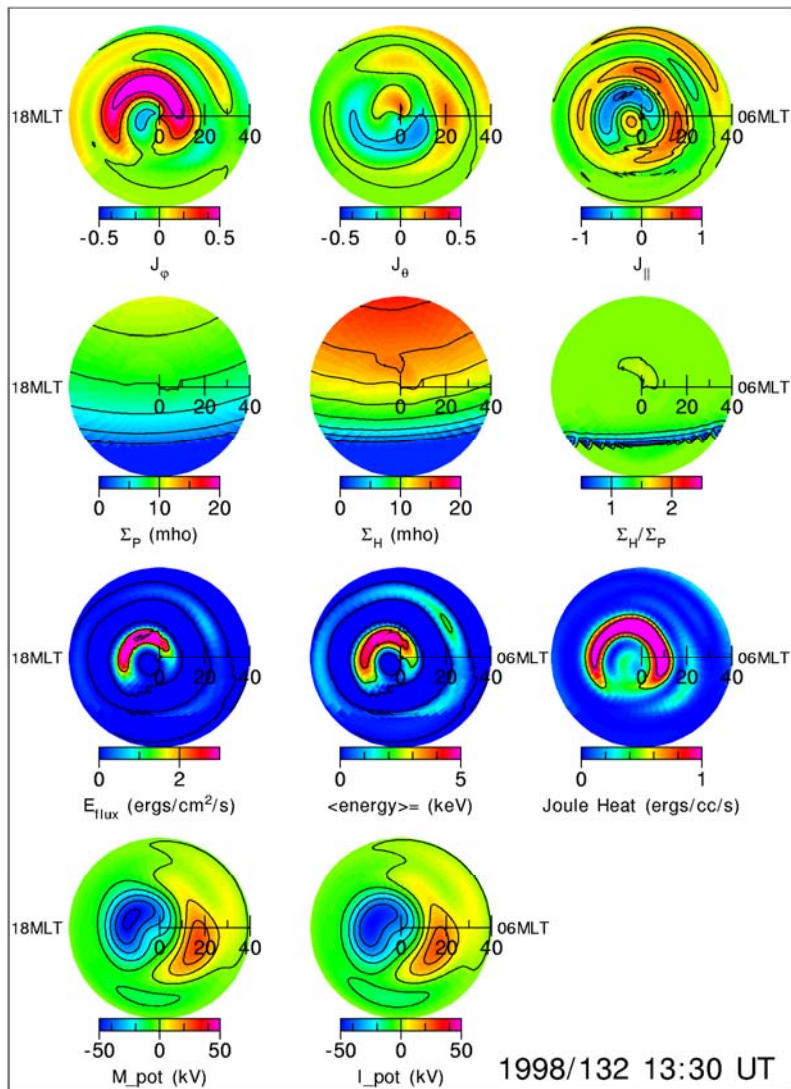 18MLT 0 20 40 0 20 40 0 20 40 06MLT
-0.5 0 0.5 -0.5 0 0.5 -1 0 1
Jφ Jθ J||
18MLT 0 20 40 0 20 40 0 20 40 06MLT
0 10 20 0 10 20 1 2
ΣP (mho) ΣH (mho) ΣH/ΣP
18MLT 0 20 40 0 20 40 06MLT 0 20 40 06MLT
0 2 0 5 0 1
Eflux (ergs/cm²/s) <energy>= (keV) Joule Heat (ergs/cc/s)
18MLT 0 20 40 0 20 40 06MLT
-50 0 50 -50 0 50
M_pot (kV) I_pot (kV) 1998/132 13:30 UT